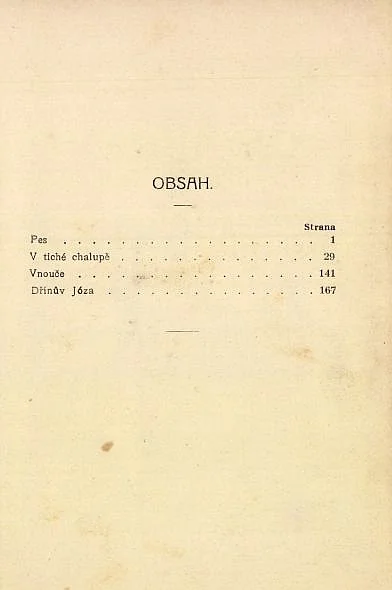 OBSAH.
Strana
Pes . . . . . . . . . . . . . . . . . . 1
V tiché chalupě . . . . . . . . . . . . . . 29
Vnouče . . . . . . . . . . . . . . . . . 141
Dřínův Józa . . . . . . . . . . . . . . . 167